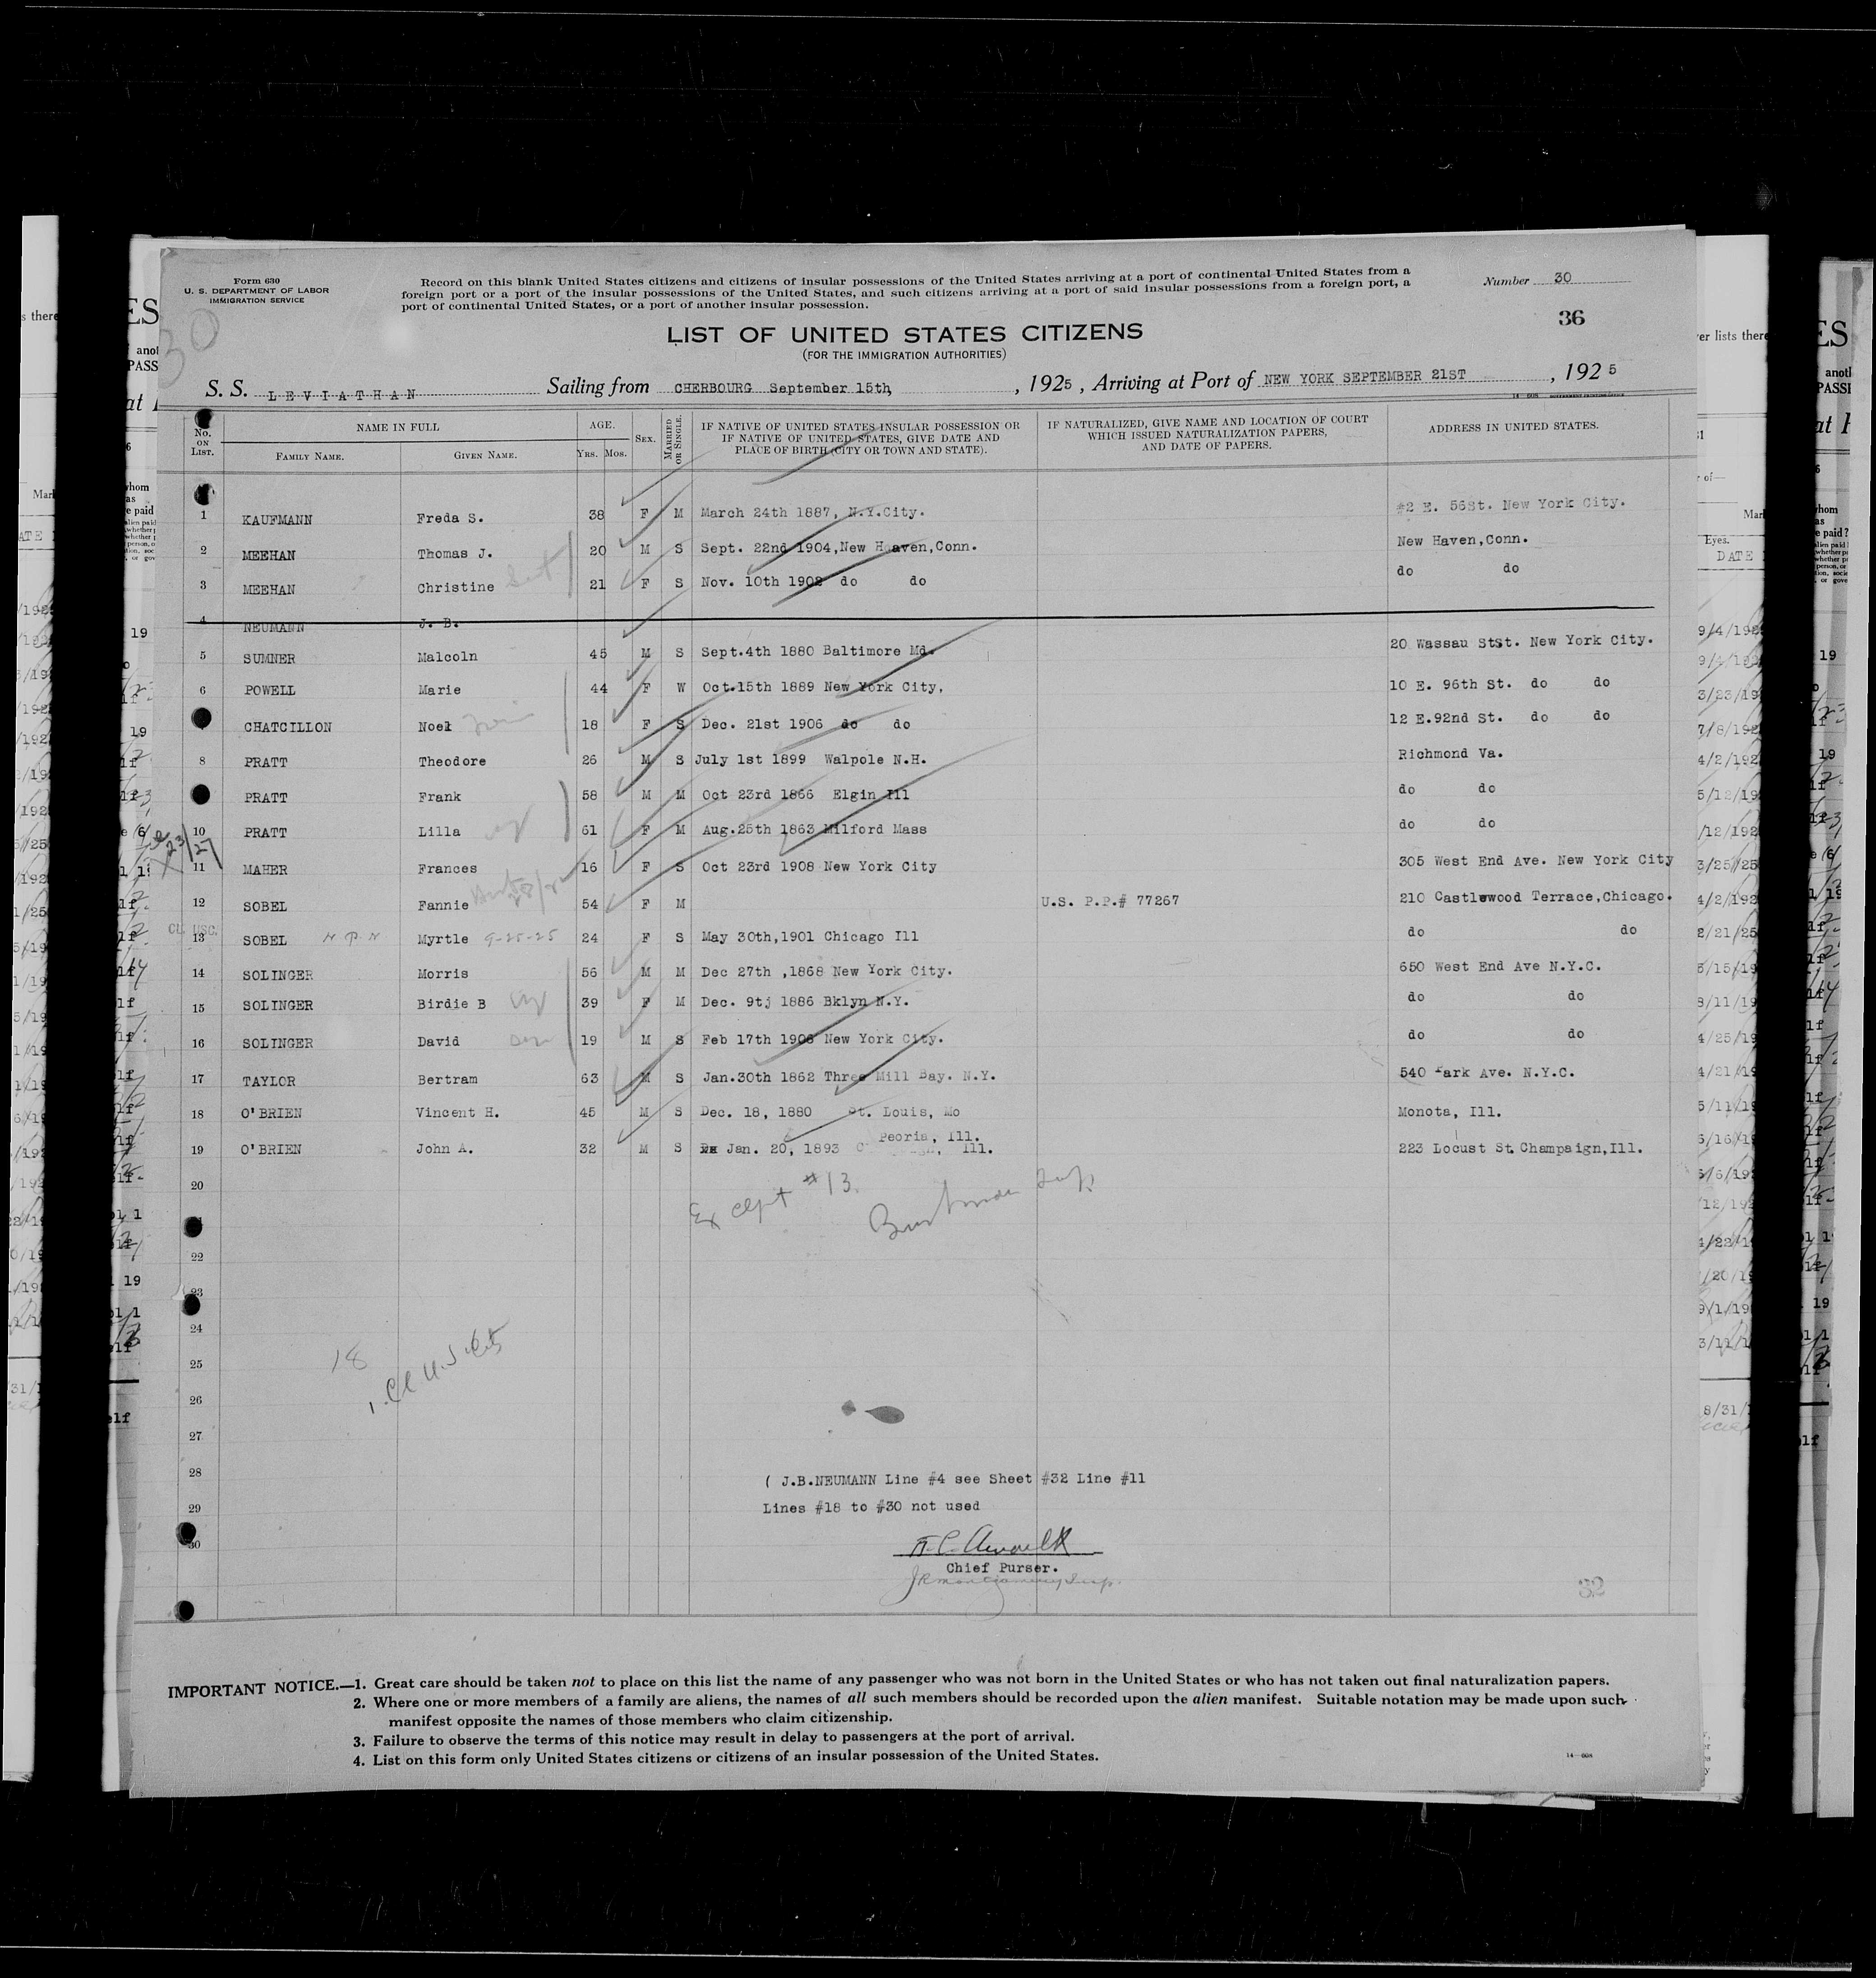 Form 630
U. S. DEPARTMENT OF LABOR
IMMIGRATION SERVICE
Record on this blank United States citizens and citizens of insular possessions of the United States arriving at a port of continental United States from a
foreign port or a port of the insular possessions of the United States, and such citizens arriving at a port of said insular possessions from a foreign port, a
port of continental United States, or a port of another insular possession.
Number 30
36
30
LIST OF UNITED STATES CITIZENS
(FOR THE IMMIGRATION AUTHORITIES)
S. S. LEVIATHAN Sailing from CHERBOURG September 15th, , 1925 , Arriving at Port of NEW YORK SEPTEMBER 21ST , 1925
No. ON LIST. NAME IN FULL FAMILY NAME. GIVEN NAME. AGE. YRS. MOS. SEX. MARRIED OR SINGLE. IF NATIVE OF UNITED STATES INSULAR POSSESSION OR IF NATIVE OF UNITED STATES, GIVE DATE AND PLACE OF BIRTH (CITY OR TOWN AND STATE). IF NATURALIZED, GIVE NAME AND LOCATION OF COURT WHICH ISSUED NATURALIZATION PAPERS, AND DATE OF PAPERS. ADDRESS IN UNITED STATES.
1 KAUFMANN Freda S. 38 F M March 24th 1887, N.Y.City. #2 E. 56St. New York City.
2 MEEHAN Thomas J. 20 M S Sept. 22nd 1904,New Haven,Conn. New Haven,Conn.
3 MEEHAN Christine 21 F S Nov. 10th 1902 do do do do
4 NEUMANN J. B.
5 SUMNER Malcoln 45 M S Sept.4th 1880 Baltimore Md. 20 Wassau StSt. New York City.
6 POWELL Marie 44 F W Oct.15th 1889 New York City, 10 E. 96th St. do do
CHATCILLON Noel 18 F S Dec. 21st 1906 do do 12 E.92nd St. do do
8 PRATT Theodore 26 M S July 1st 1899 Walpole N.H. Richmond Va.
PRATT Frank 58 M M Oct 23rd 1866 Elgin Ill do do
10 PRATT Lilla 61 F M Aug.25th 1863 Milford Mass do do
11 MAHER Frances 16 F S Oct 23rd 1908 New York City 305 West End Ave. New York City
12 SOBEL Fannie 54 F M U.S. P.P.# 77267 210 Castlewood Terrace,Chicago.
13 SOBEL Myrtle 9-25-25 24 F S May 30th,1901 Chicago Ill do do
14 SOLINGER Morris 56 M M Dec 27th ,1868 New York City. 650 West End Ave N.Y.C.
15 SOLINGER Birdie B 39 F M Dec. 9tj 1886 Bklyn N.Y. do do
16 SOLINGER David 19 M S Feb 17th 1906 New York City. do do
17 TAYLOR Bertram 63 M S Jan.30th 1862 Three Mill Bay. N.Y. 540 Park Ave. N.Y.C.
18 O'BRIEN Vincent H. 45 M S Dec. 18, 1880 St. Louis, Mo Monota, Ill.
19 O'BRIEN John A. 32 M S Jan. 20, 1893 Peoria, Ill. Ill. 223 Locust St. Champaign,Ill.
20
Except #13
22
23
24
25
18
26
27
28
( J.B.NEUMANN Line #4 see Sheet #32 Line #11
29
Lines #18 to #30 not used
30
Chief Purser.
JR Montgomery Insp.
32
IMPORTANT NOTICE.—1. Great care should be taken not to place on this list the name of any passenger who was not born in the United States or who has not taken out final naturalization papers.
2. Where one or more members of a family are aliens, the names of all such members should be recorded upon the alien manifest. Suitable notation may be made upon such
manifest opposite the names of those members who claim citizenship.
3. Failure to observe the terms of this notice may result in delay to passengers at the port of arrival.
4. List on this form only United States citizens or citizens of an insular possession of the United States.
14—608